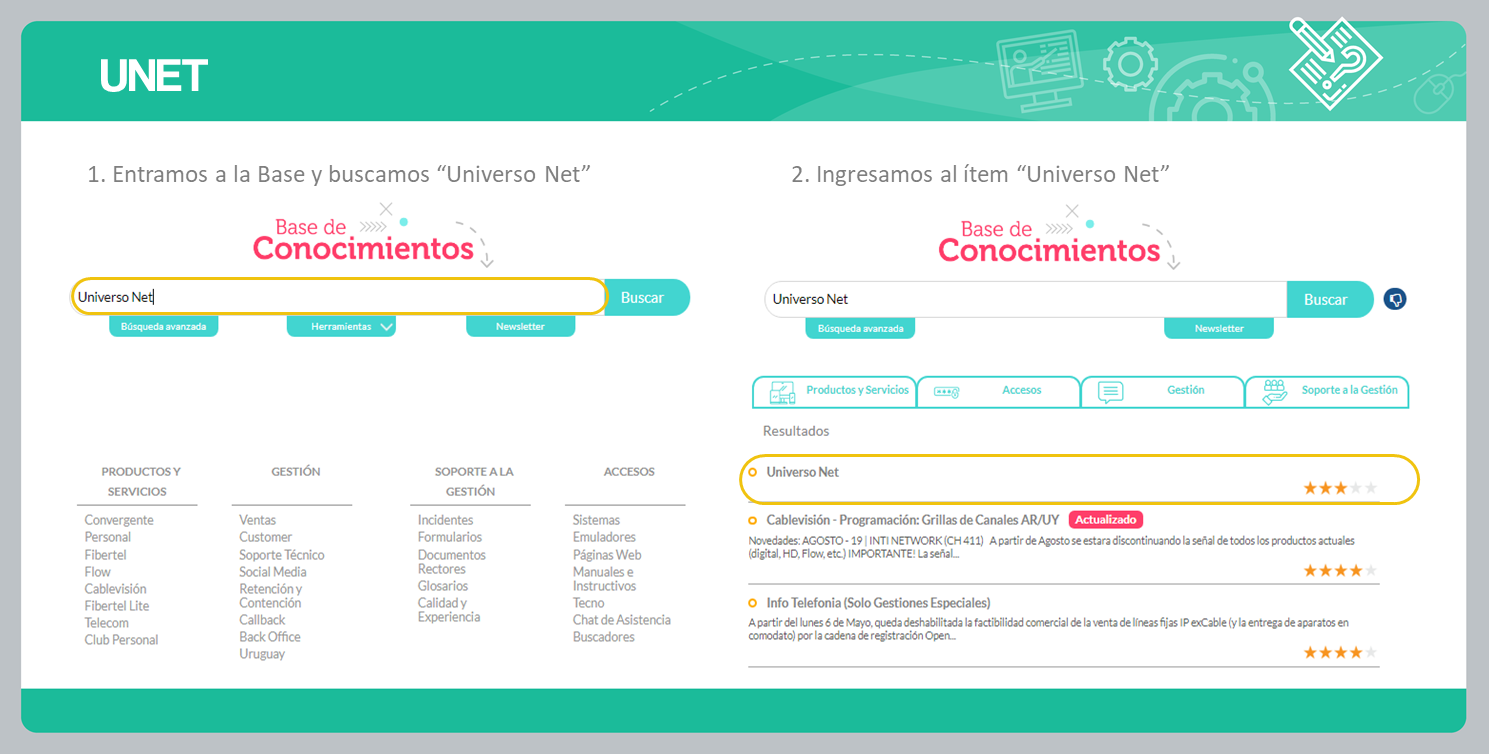 UNET
1. Entramos a la Base y buscamos “Universo Net”
Base de
Conocimientos
Universo Net
Buscar
Búsqueda avanzada
Herramientas
Newsletter
PRODUCTOS Y
SERVICIOS
Convergente
Personal
Fibertel
Flow
Cablevisión
Fibertel Lite
Telecom
Club Personal
GESTIÓN
Ventas
Customer
Soporte Técnico
Social Media
Retención y
Contención
Callback
Back Office
Uruguay
SOPORTE A LA
GESTIÓN
Incidentes
Formularios
Documentos
Rectores
Glosarios
Calidad y
Experiencia
ACCESOS
Sistemas
Emuladores
Páginas Web
Manuales e
Instructivos
Tecno
Chat de Asistencia
Buscadores
2. Ingresamos al ítem “Universo Net”
Base de
Conocimientos
Universo Net
Buscar
Búsqueda avanzada
Newsletter
Productos y Servicios
Accesos
Gestión
Soporte a la Gestión
Resultados
Universo Net
Cablevisión - Programación: Grillas de Canales AR/UY Actualizado
Novedades: AGOSTO - 19 | INTI NETWORK (CH 411) A partir de Agosto se estara discontinuando la señal de todos los productos actuales
(digital, HD, Flow, etc.) IMPORTANTE! La señal...
Info Telefonia (Solo Gestiones Especiales)
A partir del lunes 6 de Mayo, queda deshabilitada la factibilidad comercial de la venta de líneas fijas IP exCable (y la entrega de aparatos en
comodato) por la cadena de registración Open...